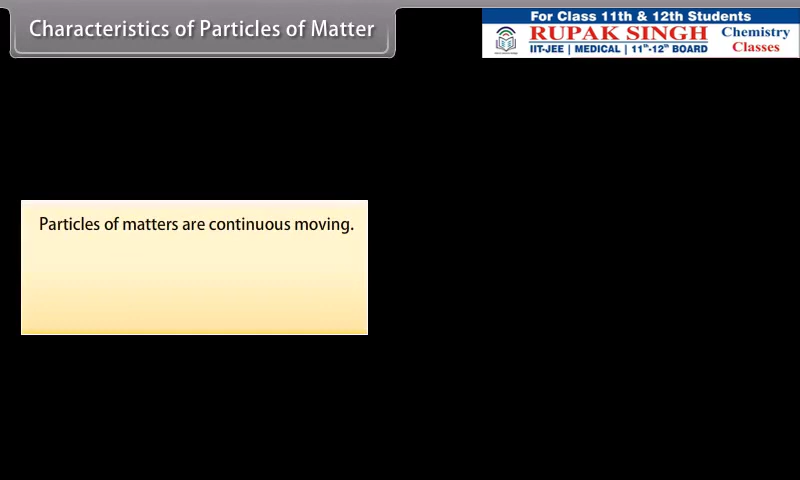 Characteristics of Particles of Matter
For Class 11th & 12th Students
RUPAK SINGH
IIT-JEE | MEDICAL | 11th-12th BOARD
Chemistry
Classes
Particles of matters are continuous moving.